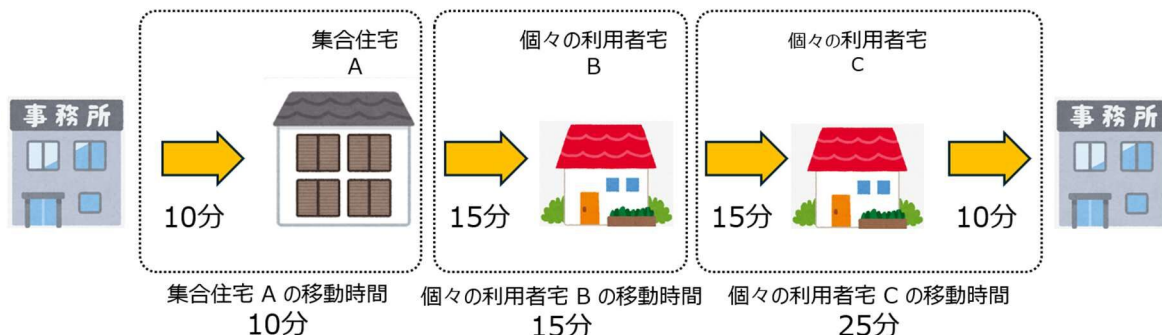 集合住宅
A
個々の利用者宅
B
個々の利用者宅
C
事務所
10分
15分
15分
10分
事務所
集合住宅 A の移動時間
10分
個々の利用者宅 B の移動時間
15分
個々の利用者宅 C の移動時間
25分